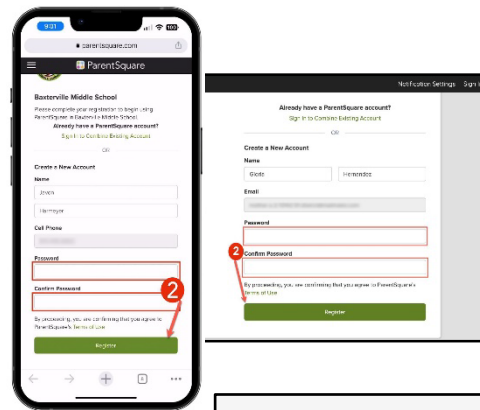 9:31
parentsquare.com
ParentSquare
Baxterville Middle School
Please complete your registration to begin using
ParentSquare in Baxterville Middle School.
Already have a ParentSquare account?
Sign In to Combine Existing Account
OR
Create a New Account
Name
Cell Phone
Password
Confirm Password
2
By proceeding, you are confirming that you agree to
ParentSquare's Terms of Use
Register
Notification Settings Sign In
Already have a ParentSquare account?
Sign In to Combine Existing Account
OR
Create a New Account
Name
Gloria Hernandez
Email
Password
2
Confirm Password
By proceeding, you are confirming that you agree to ParentSquare's
Terms of Use
Register